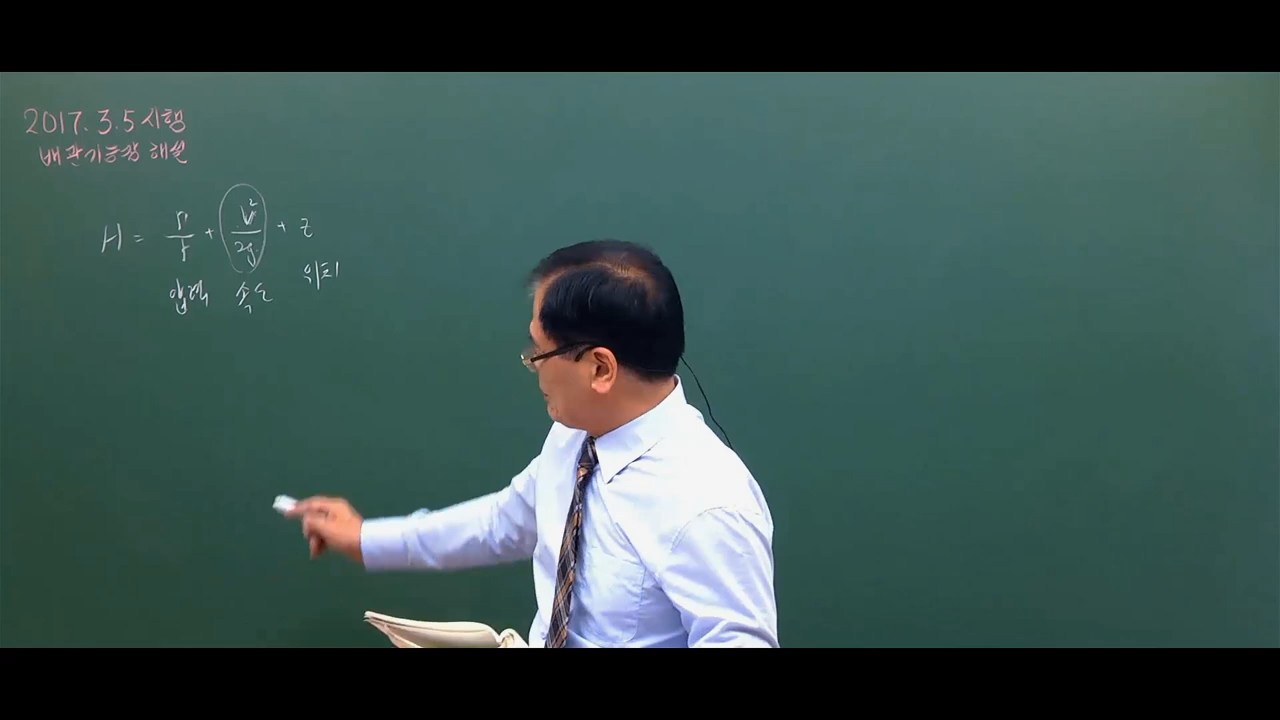 2017. 3. 5 시행
배관기능장 해설
H = P/r + V²/2g + Z
압력 속도 위치